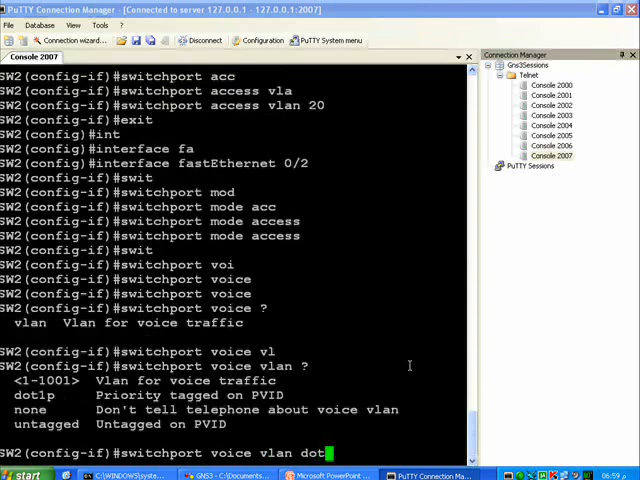 PuTTY Connection Manager - [Connected to server 127.0.0.1 - 127.0.0.1:2007]
File Database View Tools ?
Connection wizard... Disconnect Configuration PuTTY System menu
Console 2007
Connection Manager
SW2(config-if)#switchport acc
SW2(config-if)#switchport access vla
SW2(config-if)#switchport access vlan 20
SW2(config-if)#exit
SW2(config)#int
SW2(config)#interface fa
SW2(config)#interface fastEthernet 0/2
SW2(config-if)#swit
SW2(config-if)#switchport mod
SW2(config-if)#switchport mode acc
SW2(config-if)#switchport mode access
SW2(config-if)#switchport mode access
SW2(config-if)#swit
SW2(config-if)#switchport voi
SW2(config-if)#switchport voice
SW2(config-if)#switchport voice
SW2(config-if)#switchport voice ?
vlan Vlan for voice traffic
SW2(config-if)#switchport voice vl
SW2(config-if)#switchport voice vlan ?
<1-1001> Vlan for voice traffic
dot1p Priority tagged on PVID
none Don't tell telephone about voice vlan
untagged Untagged on PVID
SW2(config-if)#switchport voice vlan dot
Gns3Sessions
Telnet
Console 2000
Console 2001
Console 2002
Console 2003
Console 2004
Console 2005
Console 2006
Console 2007
PuTTY Sessions
start
C:\WINDOWS\system...
GNS3 - C:\Documents...
Microsoft PowerPoint ...
PuTTY Connection Ma...